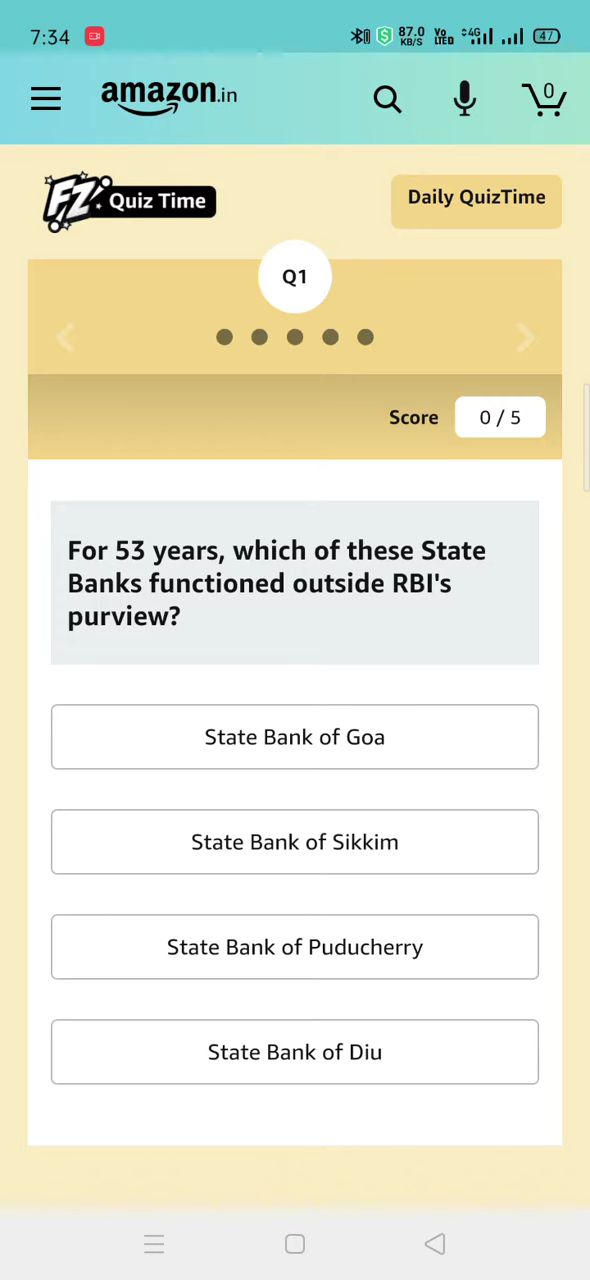 7:34
87.0 KB/S
VO LTED
4G
47
amazon.in
0
FZ Quiz Time
Daily QuizTime
Q1
Score
0 / 5
For 53 years, which of these State
Banks functioned outside RBI's
purview?
State Bank of Goa
State Bank of Sikkim
State Bank of Puducherry
State Bank of Diu